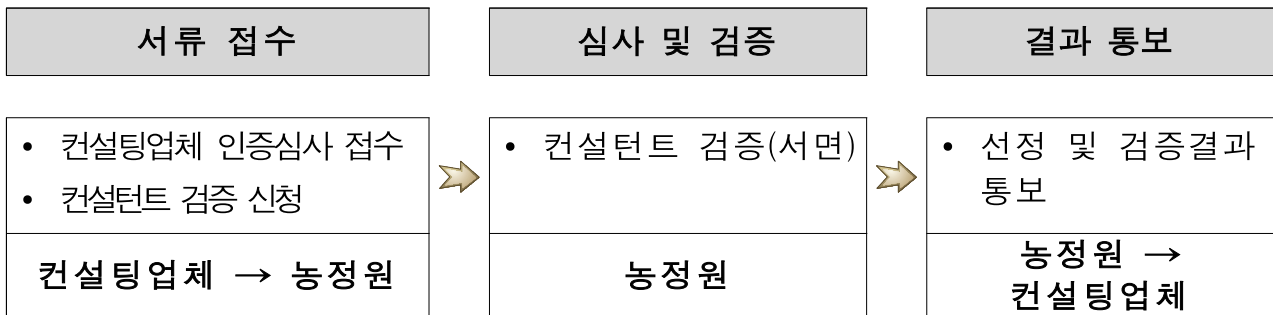 서류 접수
심사 및 검증
결과 통보
• 컨설팅업체 인증심사 접수
• 컨설턴트 검증 신청
컨설팅업체 → 농정원
• 컨설턴트 검증(서면)
농정원
• 선정 및 검증결과
통보
농정원 →
컨설팅업체